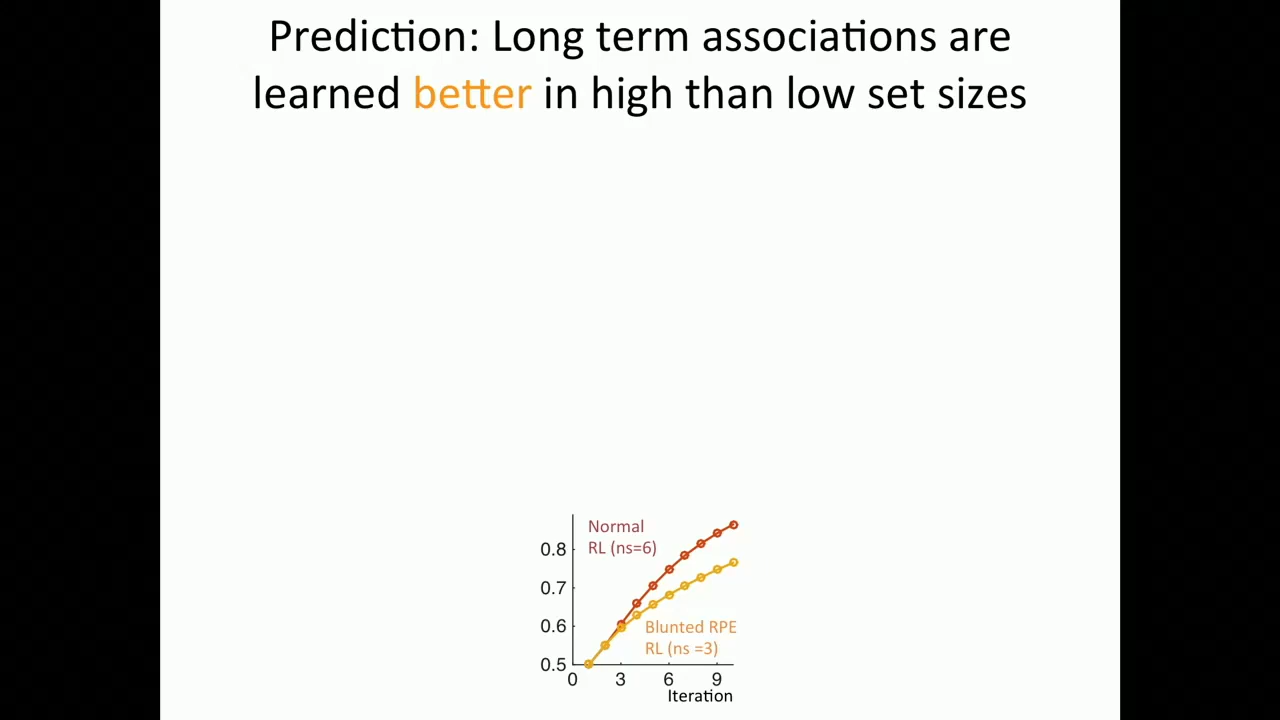 Prediction: Long term associations are
learned better in high than low set sizes
Normal
RL (ns=6)
0.8
0.7
0.6
0.5
Blunted RPE
RL (ns =3)
0 3 6 9
Iteration